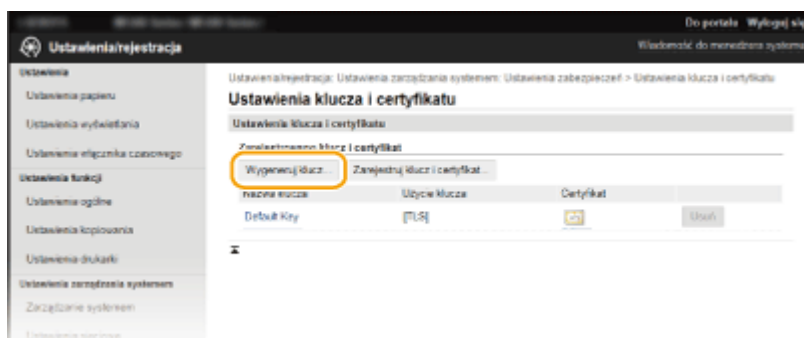 Do portalu Wyloguj się
Ustawienia/rejestracja
Wiadomość do menedżera systemu
Ustawienia
Ustawienia papieru
Ustawienia wyświetlania
Ustawienia włącznika czasowego
Ustawienia funkcji
Ustawienia ogólne
Ustawienia kopiowania
Ustawienia drukarki
Ustawienia zarządzania systemem
Zarządzanie systemem
Ustawienia sieciowe
Ustawienia/rejestracja: Ustawienia zarządzania systemem: Ustawienia zabezpieczeń > Ustawienia klucza i certyfikatu
Ustawienia klucza i certyfikatu
Ustawienia klucza i certyfikatu
Zarejestrowano klucz i certyfikat
Wygeneruj klucz... Zarejestruj klucz i certyfikat...
Nazwa klucza Użycie klucza Certyfikat
Default Key [TLS] Usuń